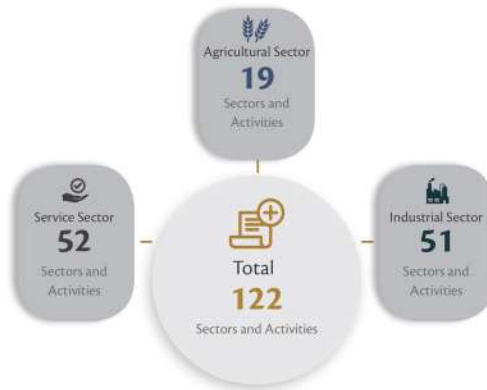 Agricultural Sector
19
Sectors and
Activities
Service Sector
52
Sectors and
Activities
Industrial Sector
51
Sectors and
Activities
Total
122
Sectors and Activities